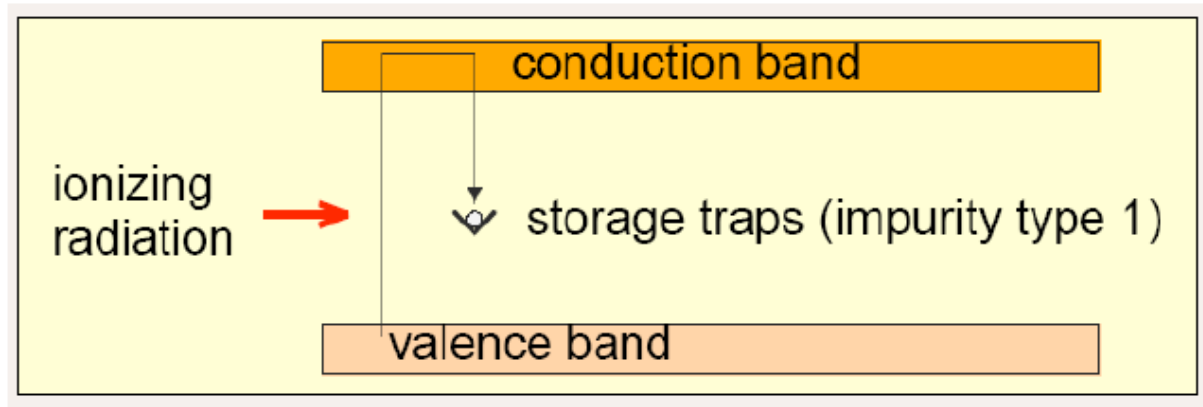 conduction band
ionizing
radiation
storage traps (impurity type 1)
valence band